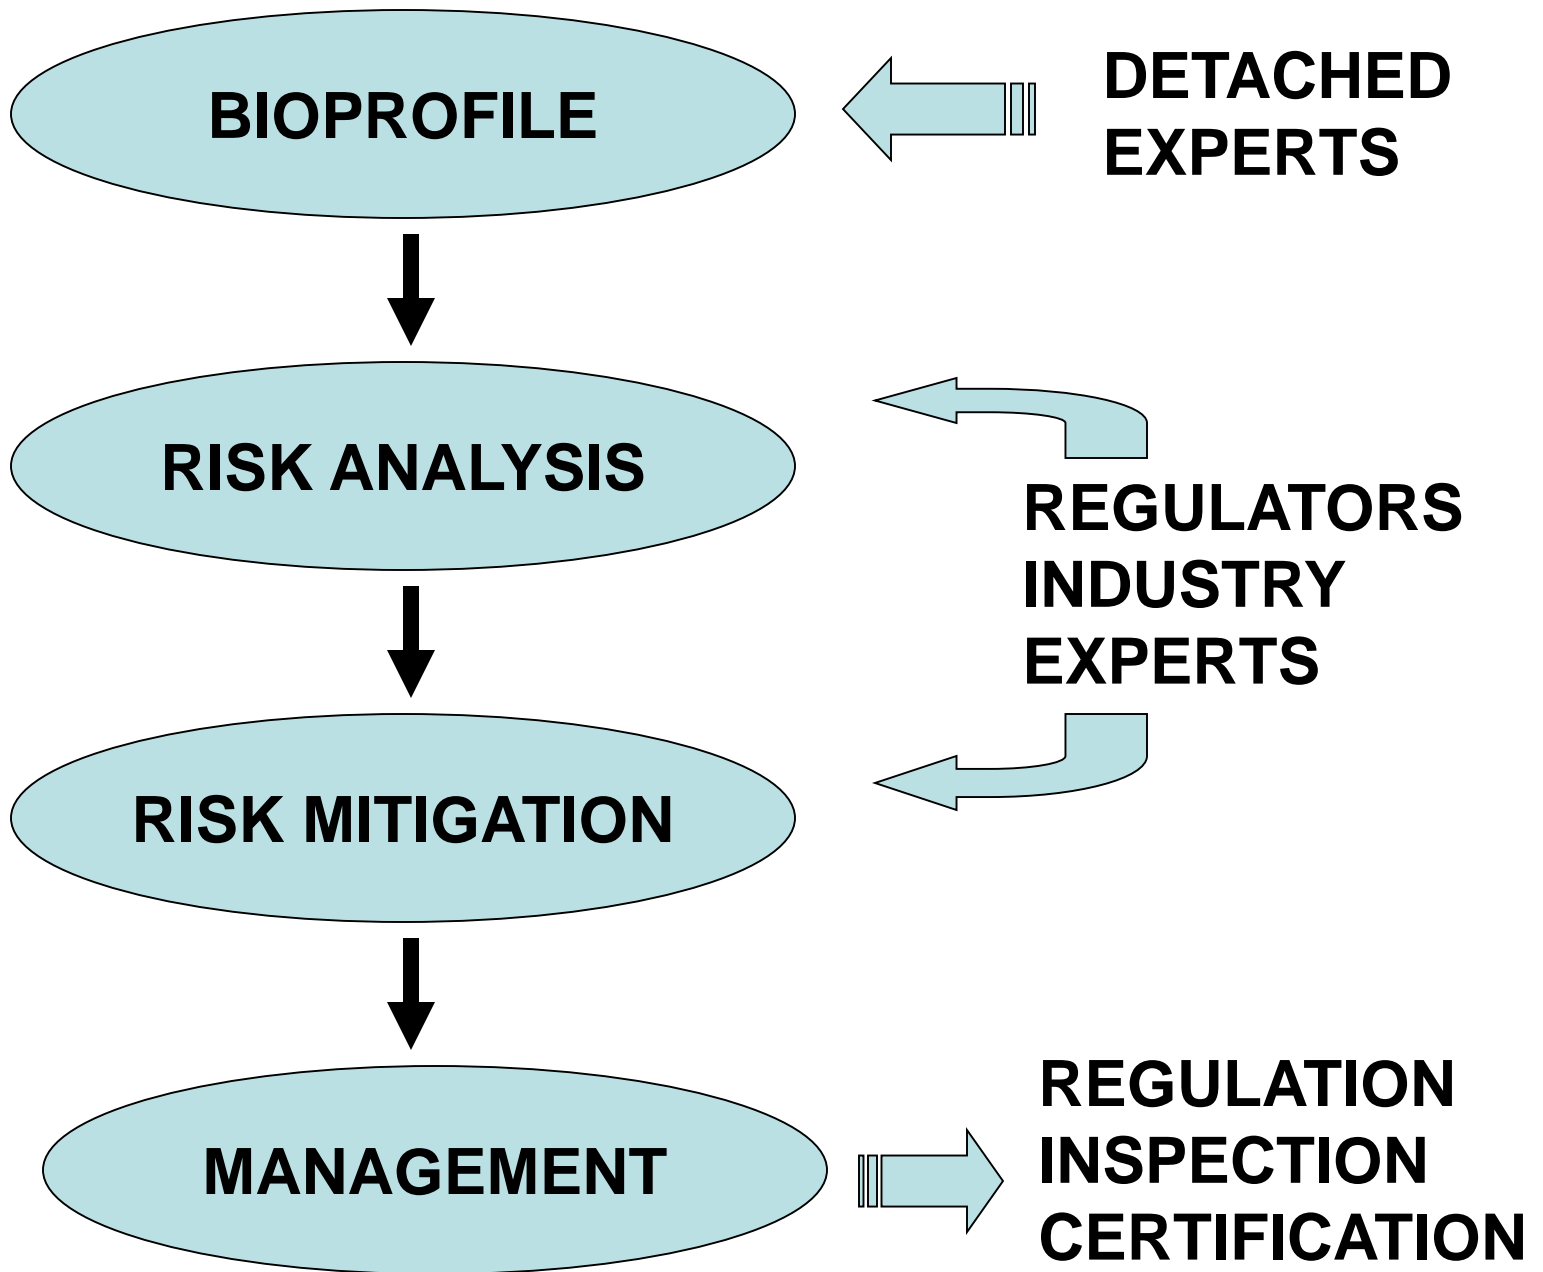 BIOPROFILE
DETACHED
EXPERTS
RISK ANALYSIS
REGULATORS
INDUSTRY
EXPERTS
RISK MITIGATION
MANAGEMENT
REGULATION
INSPECTION
CERTIFICATION